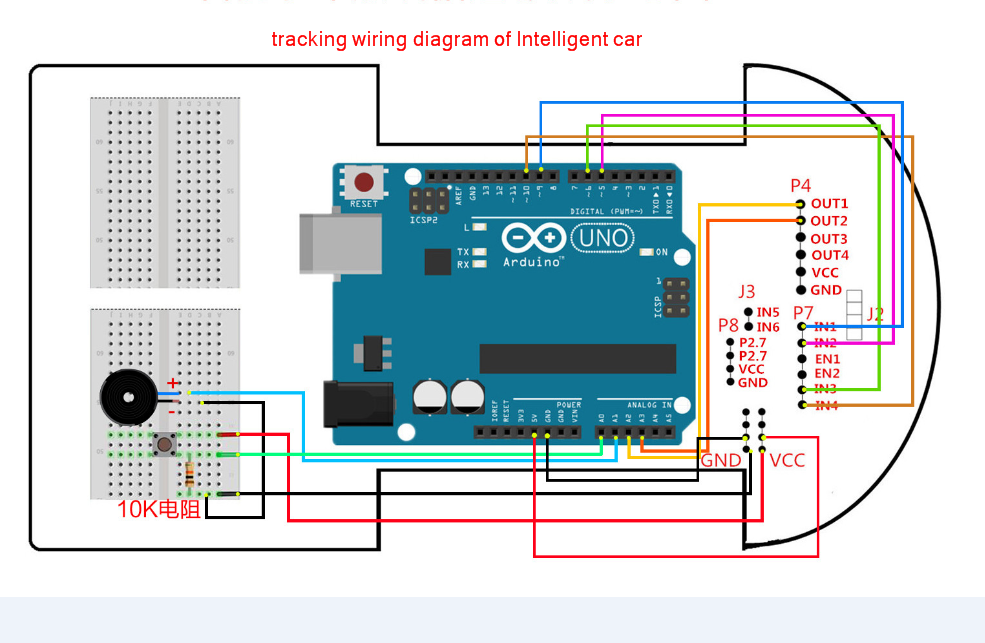 tracking wiring diagram of Intelligent car
RESET
ICSP2
AREF
GND
13
12
~11
~10
~9
8
7
~6
~5
4
~3
2
TX0▶1
RX0◀0
DIGITAL (PWM=~)
L
TX
RX
Arduino™
UNO
ON
1
ICSP
IOREF
RESET
3V3
5V
GND
GND
VIN
POWER
ANALOG IN
A0
A1
A2
A3
A4
A5
P4
OUT1
OUT2
OUT3
OUT4
VCC
GND
J3
IN5
IN6
P8
P2.7
P2.7
VCC
GND
P7
IN1
IN2
EN1
EN2
IN3
IN4
J2
GND
VCC
+
-
10K电阻